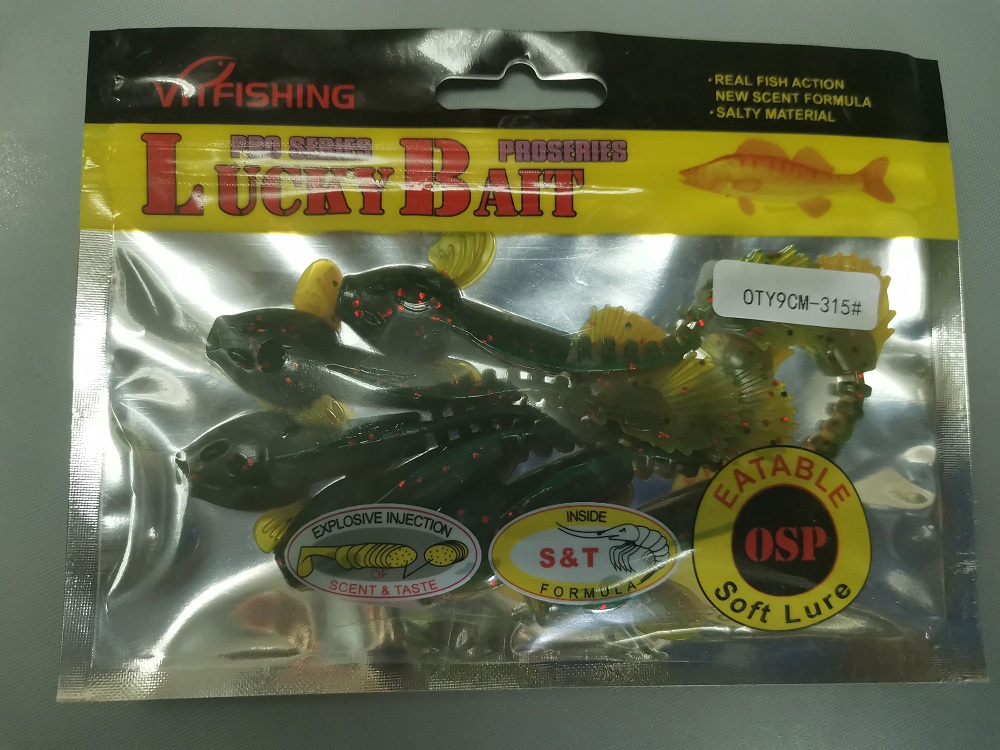 VTFISHING
· REAL FISH ACTION
NEW SCENT FORMULA
· SALTY MATERIAL
PRO SERIES
PROSERIES
LUCKY BAIT
OTY9CM-315#
EXPLOSIVE INJECTION
OF
SCENT & TASTE
INSIDE
S&T
FORMULA
EATABLE
OSP
Soft Lure